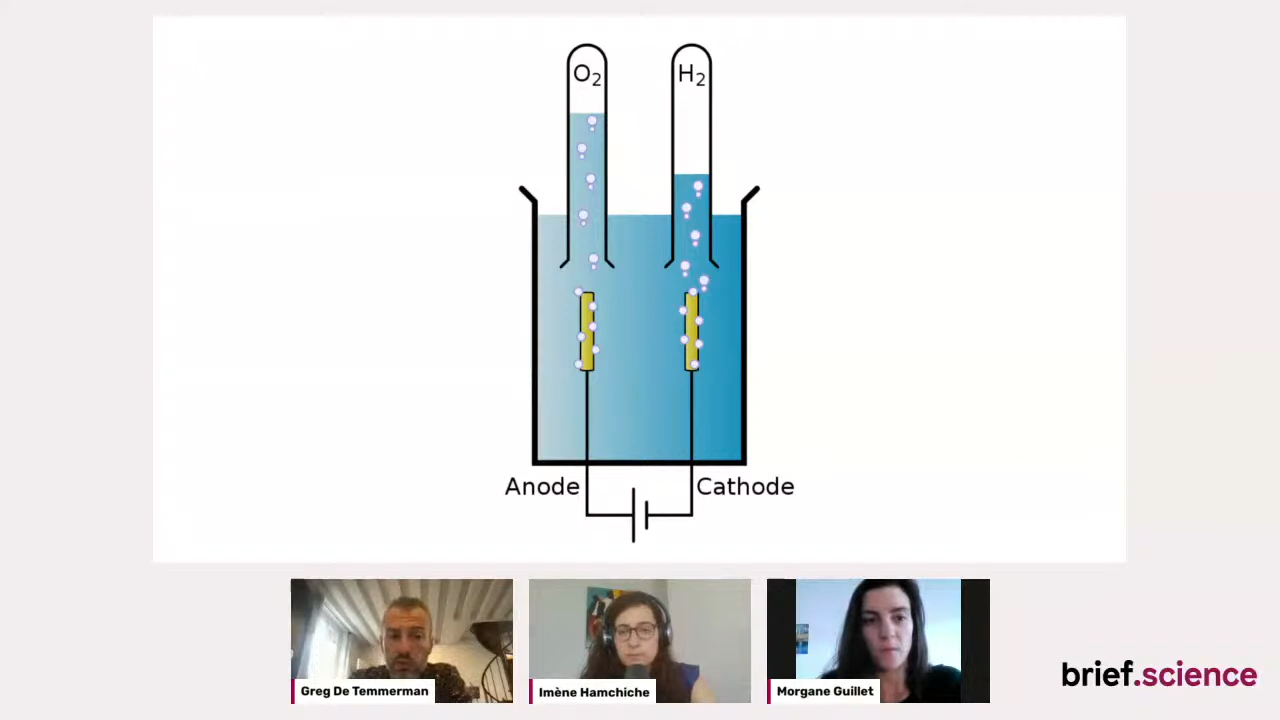 O₂ H₂
Anode Cathode
Greg De Temmerman
Imène Hamchiche
Morgane Guillet
brief.science